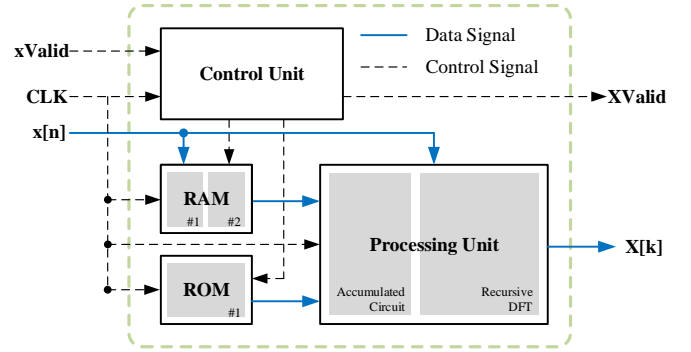 Data Signal
Control Signal
xValid
CLK
x[n]
Control Unit
XValid
RAM
#1
#2
ROM
#1
Processing Unit
Accumulated
Circuit
Recursive
DFT
X[k]